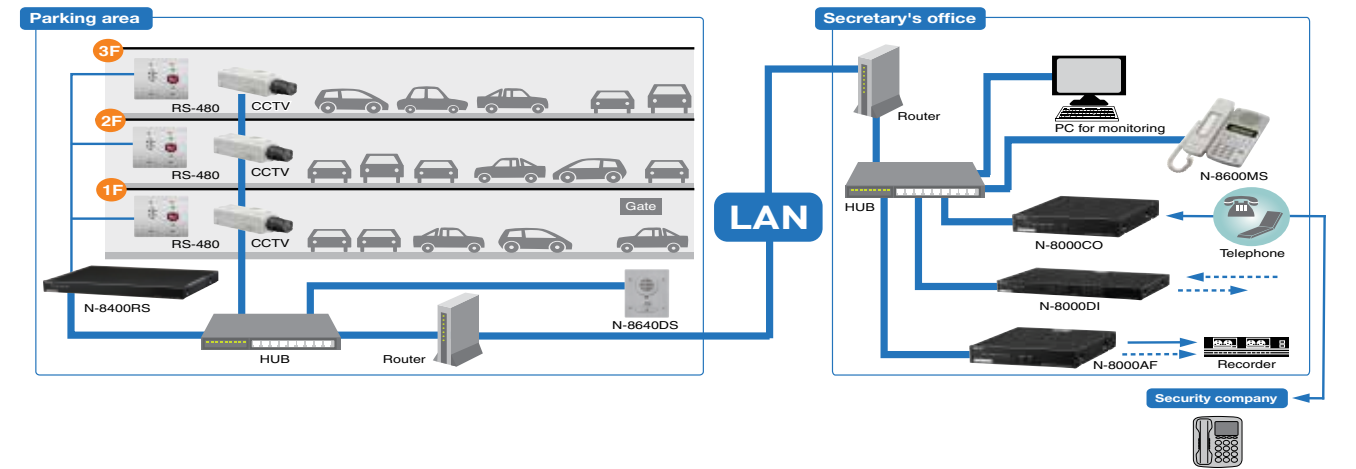 Parking area
3F
RS-480
CCTV
2F
RS-480
CCTV
1F
Gate
RS-480
CCTV
N-8400RS
HUB
Router
N-8640DS
LAN
Secretary's office
Router
PC for monitoring
N-8600MS
HUB
N-8000CO
Telephone
N-8000DI
N-8000AF
Recorder
Security company